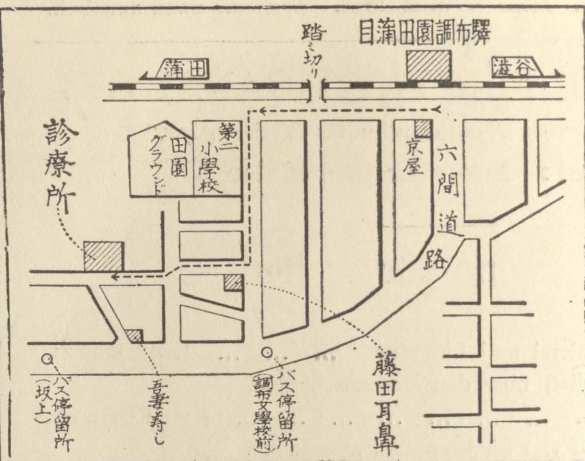 目蒲田園調布驛
踏み切り
蒲田
澁谷
第二
小學校
田園
グラウンド
京屋
六間道路
診療所
藤田耳鼻
バス停留所
(調布女學校前)
吾妻寿し
バス停留所
(坂上)